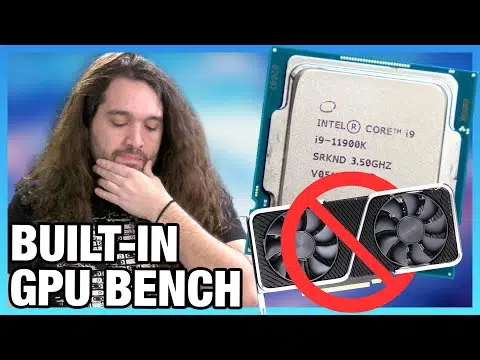 INTEL® CORE™ i9
i9-11900K
SRKND 3.50GHZ
BUILT-IN
GPU BENCH